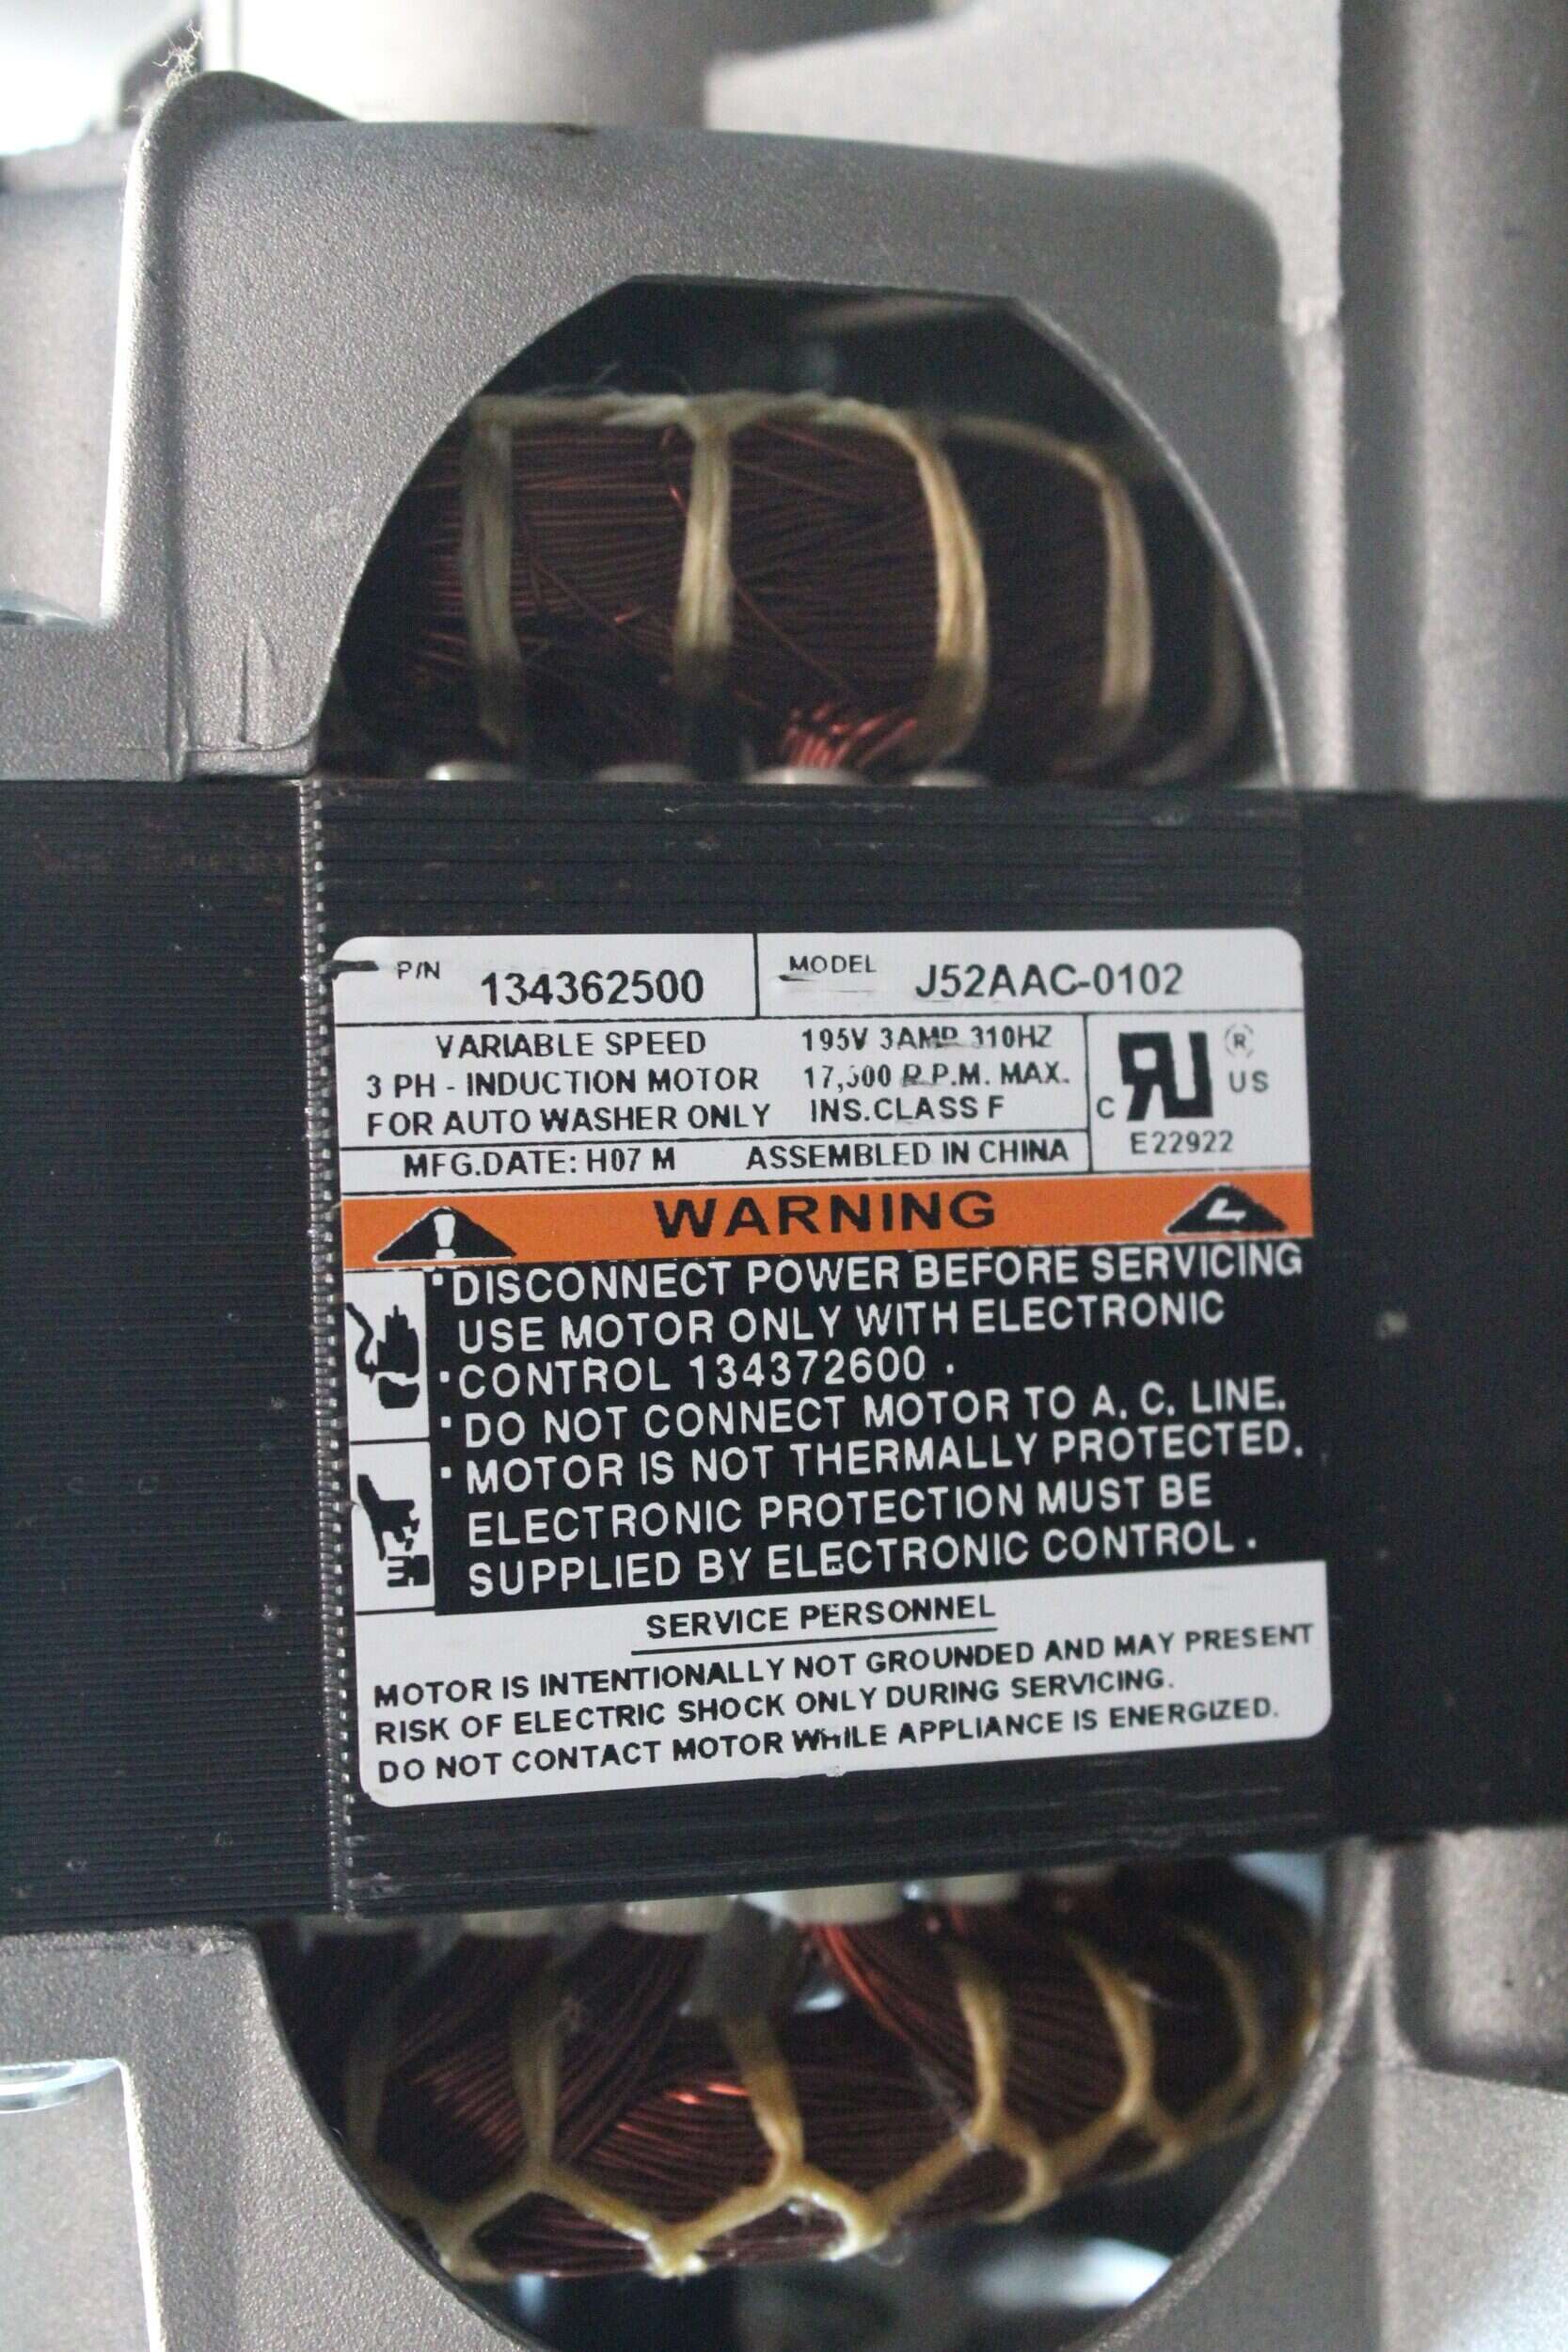 P/N 134362500 MODEL J52AAC-0102
VARIABLE SPEED 195V 3AMP 310HZ
3 PH - INDUCTION MOTOR R.P.M. MAX.
FOR AUTO WASHER ONLY INS.CLASS F
C RU ® US
E22922
MFG.DATE: H07 M ASSEMBLED IN CHINA
WARNING
•DISCONNECT POWER BEFORE SERVICING
USE MOTOR ONLY WITH ELECTRONIC
•CONTROL 134372600 .
•DO NOT CONNECT MOTOR TO A. C. LINE.
•MOTOR IS NOT THERMALLY PROTECTED.
ELECTRONIC PROTECTION MUST BE
SUPPLIED BY ELECTRONIC CONTROL .
SERVICE PERSONNEL
MOTOR IS INTENTIONALLY NOT GROUNDED AND MAY PRESENT
RISK OF ELECTRIC SHOCK ONLY DURING SERVICING.
DO NOT CONTACT MOTOR WHILE APPLIANCE IS ENERGIZED.